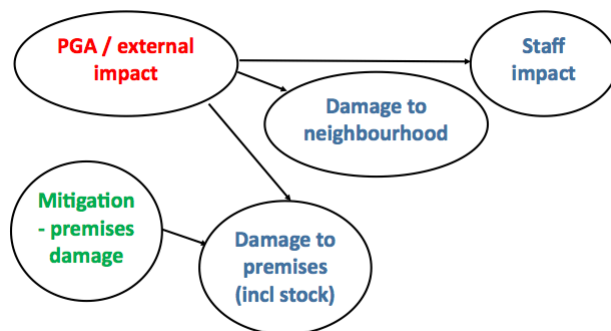 PGA / external
impact
Staff
impact
Damage to
neighbourhood
Mitigation
- premises
damage
Damage to
premises
(incl stock)